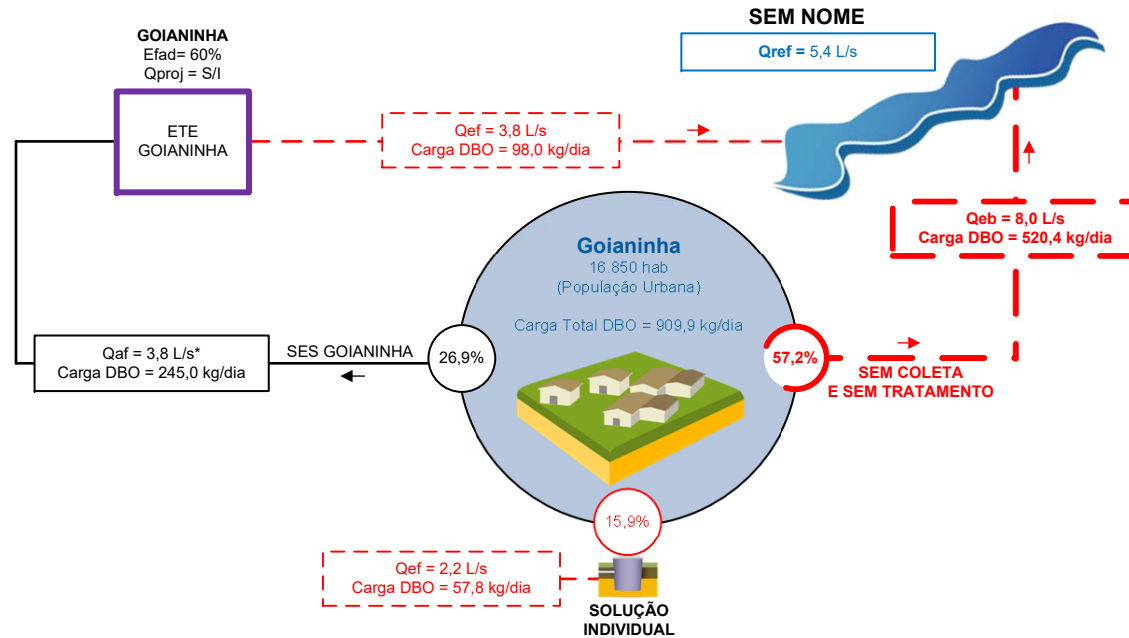 GOIANINHA
Efad= 60%
Qproj = S/I
ETE
GOIANINHA
Qef = 3,8 L/s
Carga DBO = 98,0 kg/dia
SEM NOME
Qref = 5,4 L/s
Qeb = 8,0 L/s
Carga DBO = 520,4 kg/dia
Goianinha
16.850 hab
(População Urbana)
Carga Total DBO = 909,9 kg/dia
Qaf = 3,8 L/s*
Carga DBO = 245,0 kg/dia
SES GOIANINHA
26,9%
57,2%
SEM COLETA
E SEM TRATAMENTO
15,9%
Qef = 2,2 L/s
Carga DBO = 57,8 kg/dia
SOLUÇÃO
INDIVIDUAL